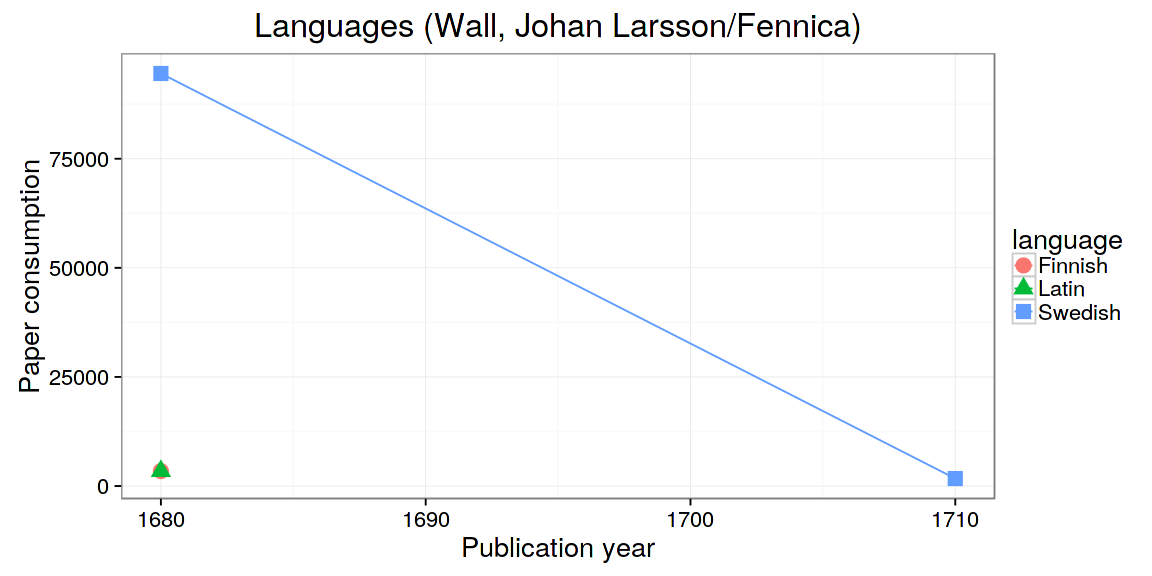 Languages (Wall, Johan Larsson/Fennica)
Paper consumption
75000
50000
25000
0
1680 1690 1700 1710
Publication year
language
Finnish
Latin
Swedish